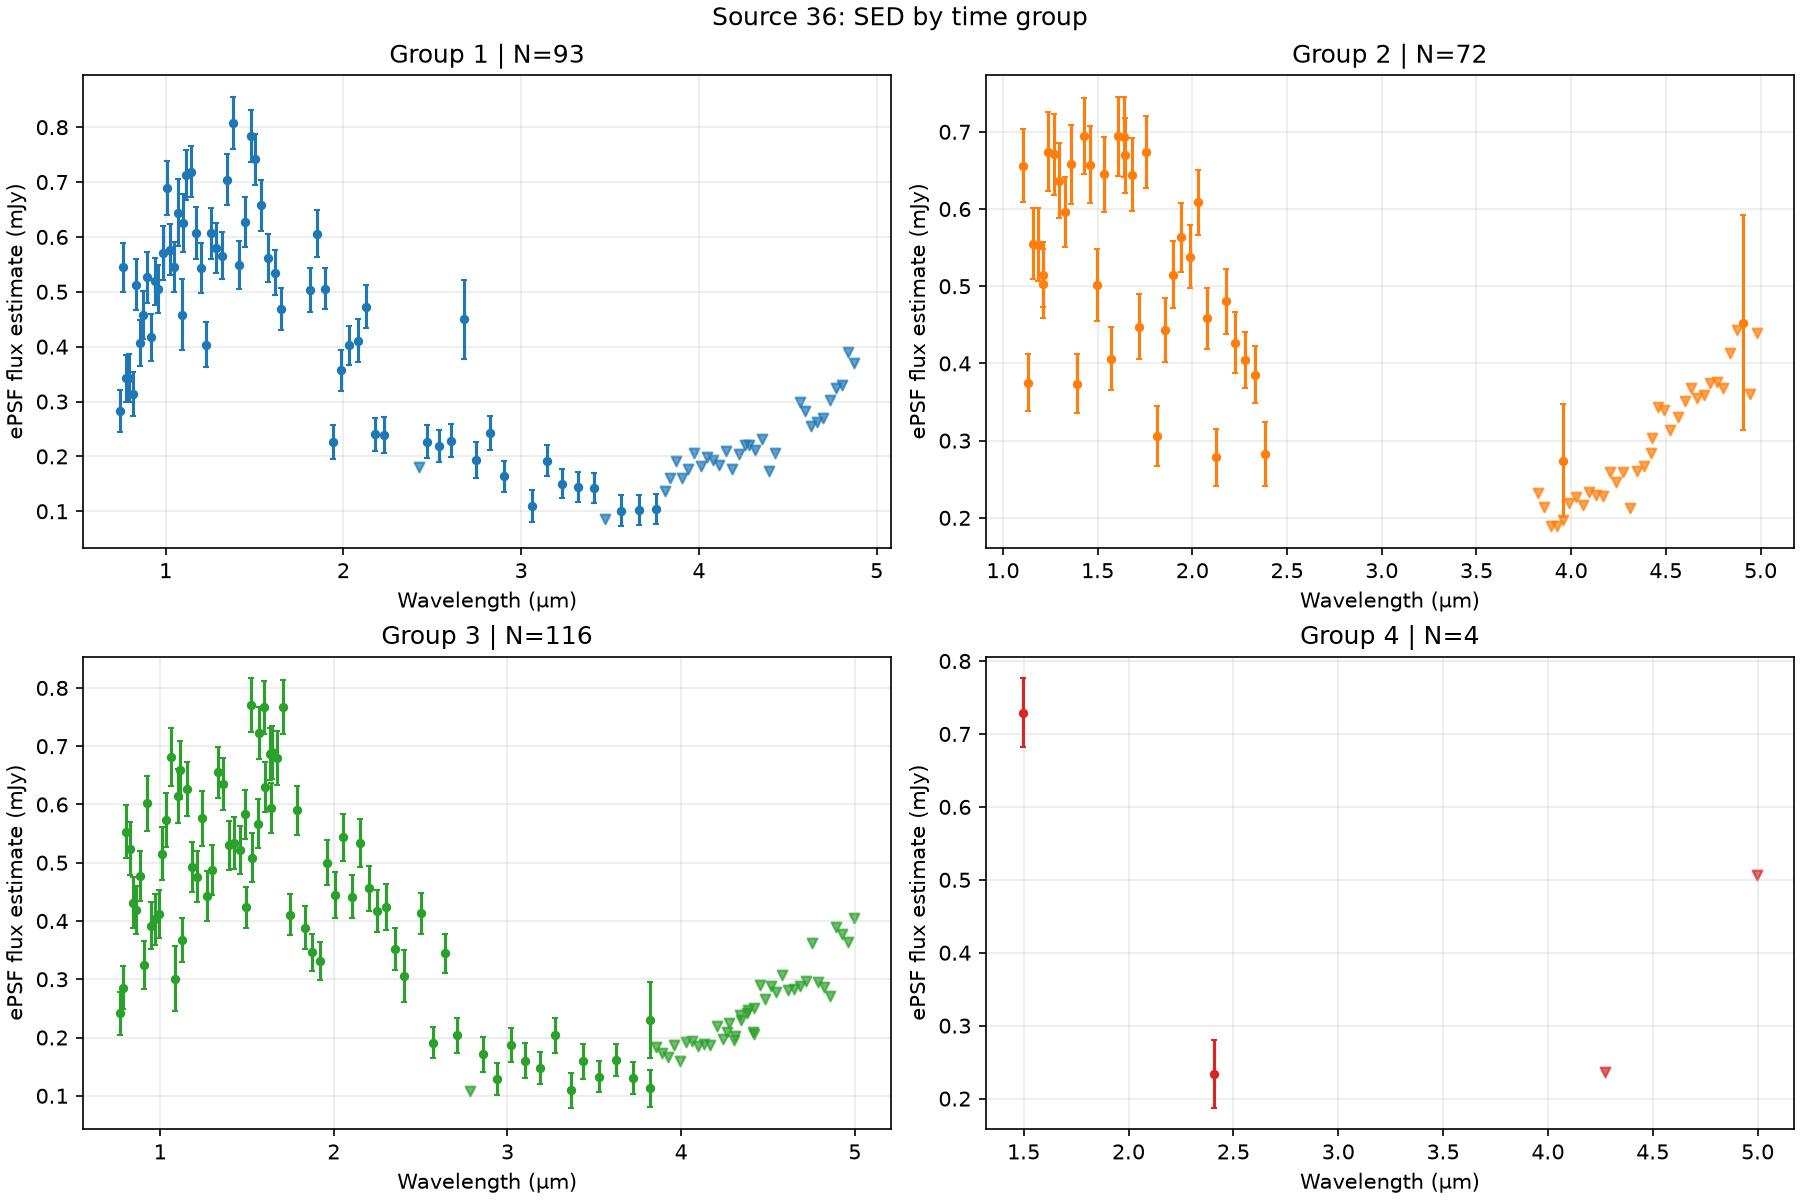 Source 36: SED by time group
Group 1 | N=93
ePSF flux estimate (mJy)
0.8
0.7
0.6
0.5
0.4
0.3
0.2
0.1
1 2 3 4 5
Wavelength (μm)
Group 2 | N=72
ePSF flux estimate (mJy)
0.7
0.6
0.5
0.4
0.3
0.2
1.0 1.5 2.0 2.5 3.0 3.5 4.0 4.5 5.0
Wavelength (μm)
Group 3 | N=116
ePSF flux estimate (mJy)
0.8
0.7
0.6
0.5
0.4
0.3
0.2
0.1
1 2 3 4 5
Wavelength (μm)
Group 4 | N=4
ePSF flux estimate (mJy)
0.8
0.7
0.6
0.5
0.4
0.3
0.2
1.5 2.0 2.5 3.0 3.5 4.0 4.5 5.0
Wavelength (μm)